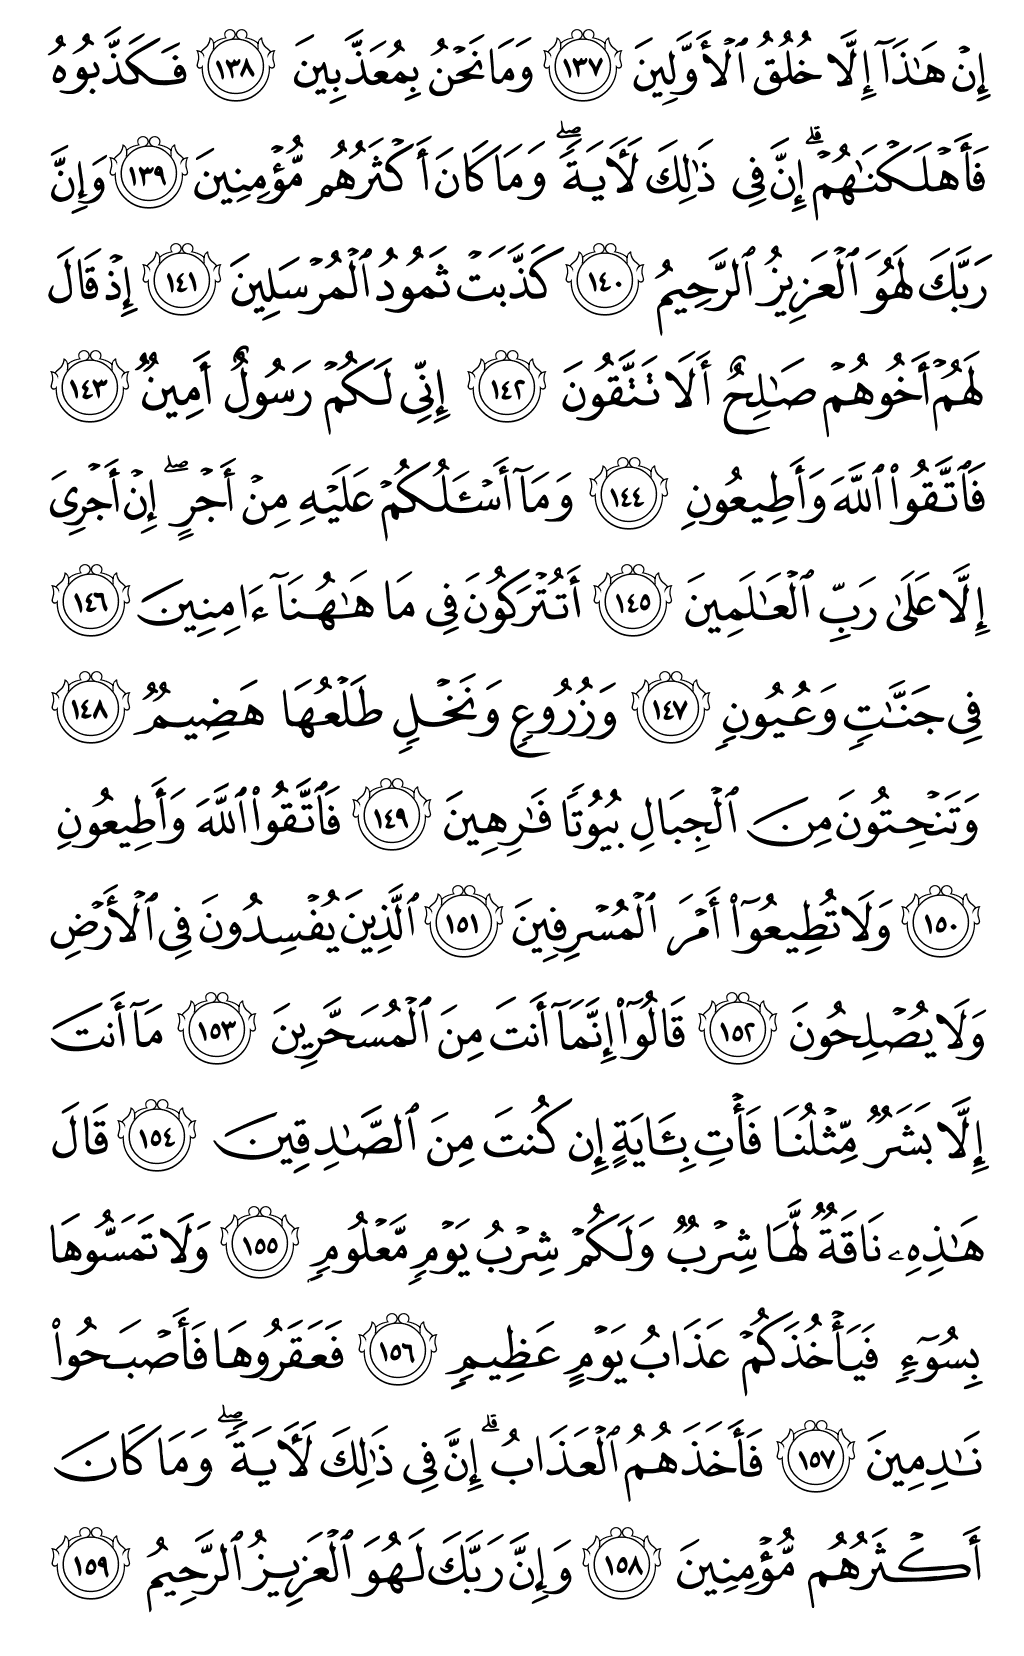 إِنۡ هَٰذَآ إِلَّا خُلُقُ ٱلۡأَوَّلِينَ ١٣٧ وَمَا نَحۡنُ بِمُعَذَّبِينَ ١٣٨ فَكَذَّبُوهُ
فَأَهۡلَكۡنَٰهُمۡۗ إِنَّ فِي ذَٰلِكَ لَأٓيَةٗۖ وَمَا كَانَ أَكۡثَرُهُم مُّؤۡمِنِينَ ١٣٩ وَإِنَّ
رَبَّكَ لَهُوَ ٱلۡعَزِيزُ ٱلرَّحِيمُ ١٤٠ كَذَّبَتۡ ثَمُودُ ٱلۡمُرۡسَلِينَ ١٤١ إِذۡ قَالَ
لَهُمۡ أَخُوهُمۡ صَٰلِحٌ أَلَا تَتَّقُونَ ١٤٢ إِنِّي لَكُمۡ رَسُولٌ أَمِينٞ ١٤٣
فَٱتَّقُواْ ٱللَّهَ وَأَطِيعُونِ ١٤٤ وَمَآ أَسۡـَٔلُكُمۡ عَلَيۡهِ مِنۡ أَجۡرٍۖ إِنۡ أَجۡرِيَ
إِلَّا عَلَىٰ رَبِّ ٱلۡعَٰلَمِينَ ١٤٥ أَتُتۡرَكُونَ فِي مَا هَٰهُنَآ ءَامِنِينَ ١٤٦
فِي جَنَّٰتٖ وَعُيُونٖ ١٤٧ وَزُرُوعٖ وَنَخۡلٖ طَلۡعُهَا هَضِيمٞ ١٤٨
وَتَنۡحِتُونَ مِنَ ٱلۡجِبَالِ بُيُوتٗا فَٰرِهِينَ ١٤٩ فَٱتَّقُواْ ٱللَّهَ وَأَطِيعُونِ
١٥٠ وَلَا تُطِيعُوٓاْ أَمۡرَ ٱلۡمُسۡرِفِينَ ١٥١ ٱلَّذِينَ يُفۡسِدُونَ فِي ٱلۡأَرۡضِ
وَلَا يُصۡلِحُونَ ١٥٢ قَالُوٓاْ إِنَّمَآ أَنتَ مِنَ ٱلۡمُسَحَّرِينَ ١٥٣ مَآ أَنتَ
إِلَّا بَشَرٞ مِّثۡلُنَا فَأۡتِ بِـَٔايَةٍ إِن كُنتَ مِنَ ٱلصَّٰدِقِينَ ١٥٤ قَالَ
هَٰذِهِۦ نَاقَةٞ لَّهَا شِرۡبٞ وَلَكُمۡ شِرۡبُ يَوۡمٖ مَّعۡلُومٖ ١٥٥ وَلَا تَمَسُّوهَا
بِسُوٓءٖ فَيَأۡخُذَكُمۡ عَذَابُ يَوۡمٍ عَظِيمٖ ١٥٦ فَعَقَرُوهَا فَأَصۡبَحُواْ
نَٰدِمِينَ ١٥٧ فَأَخَذَهُمُ ٱلۡعَذَابُۗ إِنَّ فِي ذَٰلِكَ لَأٓيَةٗۖ وَمَا كَانَ
أَكۡثَرُهُم مُّؤۡمِنِينَ ١٥٨ وَإِنَّ رَبَّكَ لَهُوَ ٱلۡعَزِيزُ ٱلرَّحِيمُ ١٥٩